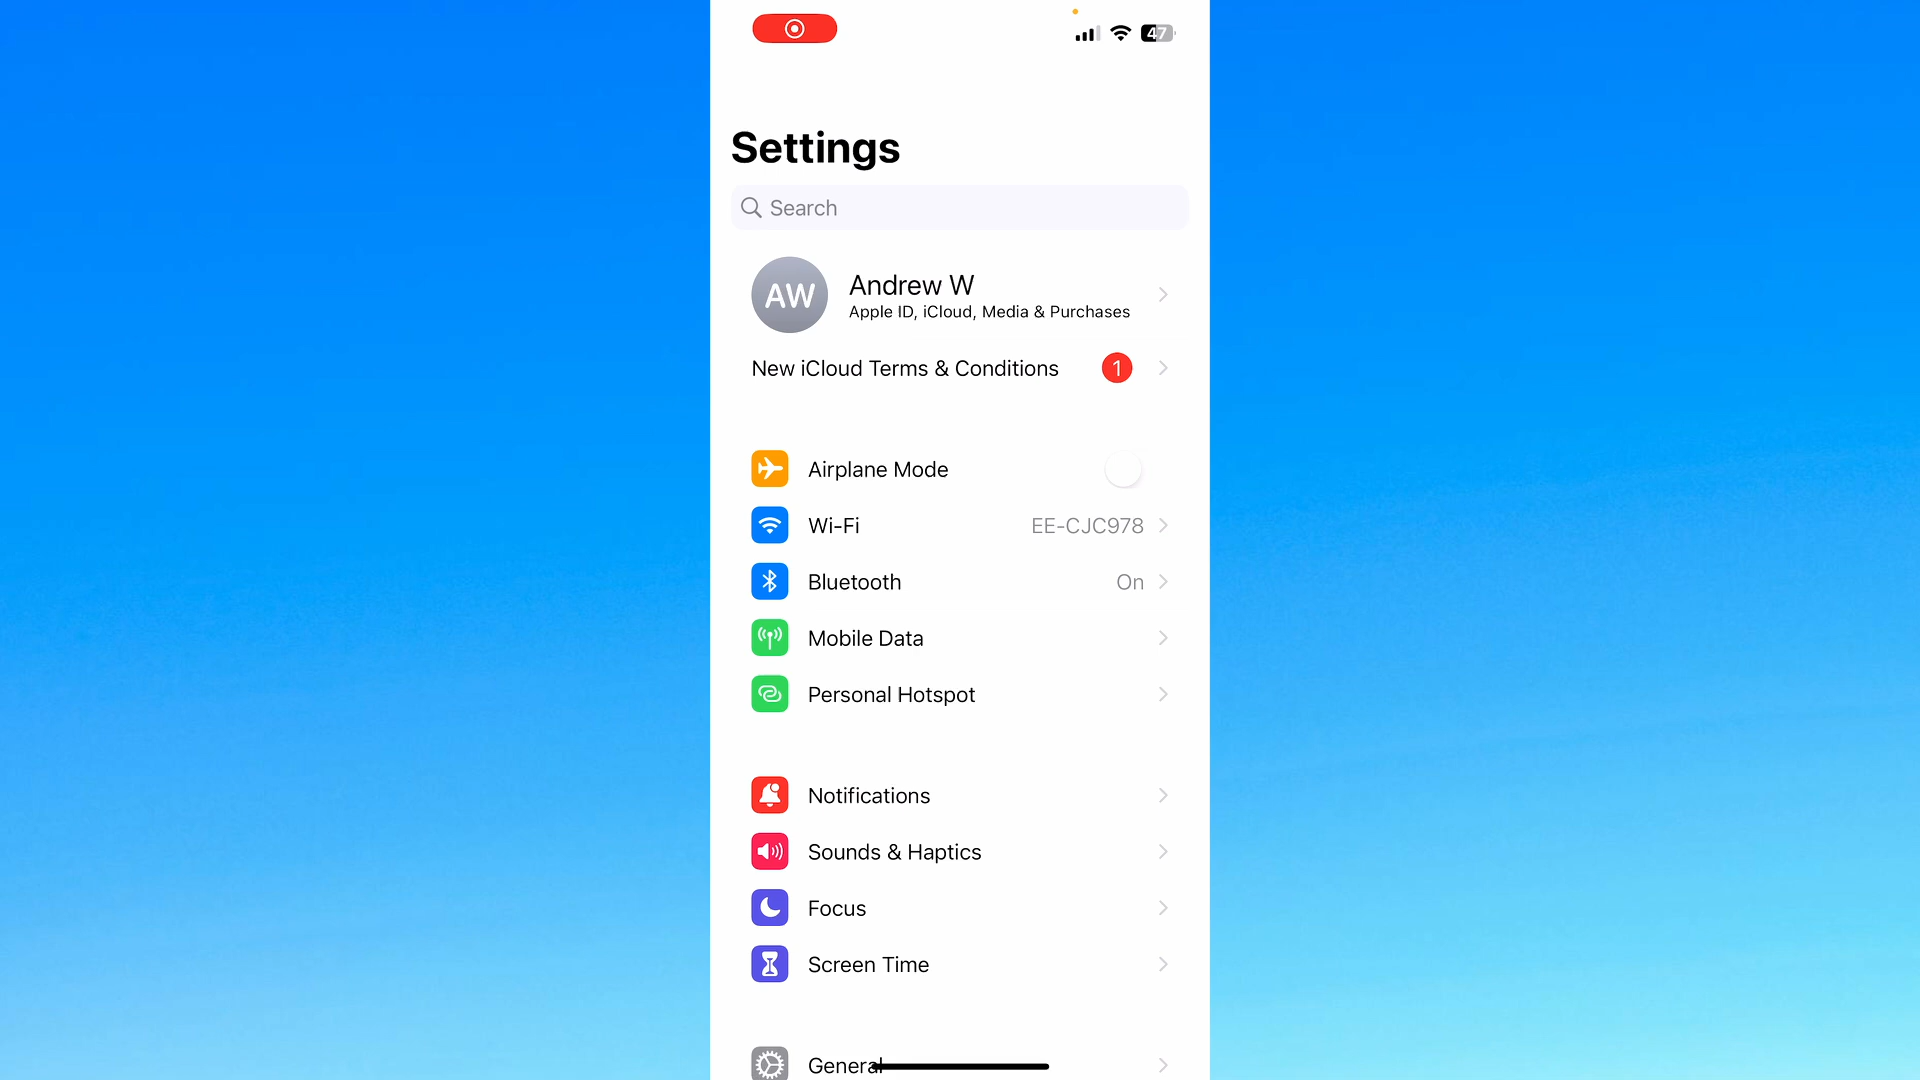 47
Settings
Search
AW
Andrew W
Apple ID, iCloud, Media & Purchases
New iCloud Terms & Conditions 1
Airplane Mode
Wi-Fi EE-CJC978
Bluetooth On
Mobile Data
Personal Hotspot
Notifications
Sounds & Haptics
Focus
Screen Time
General